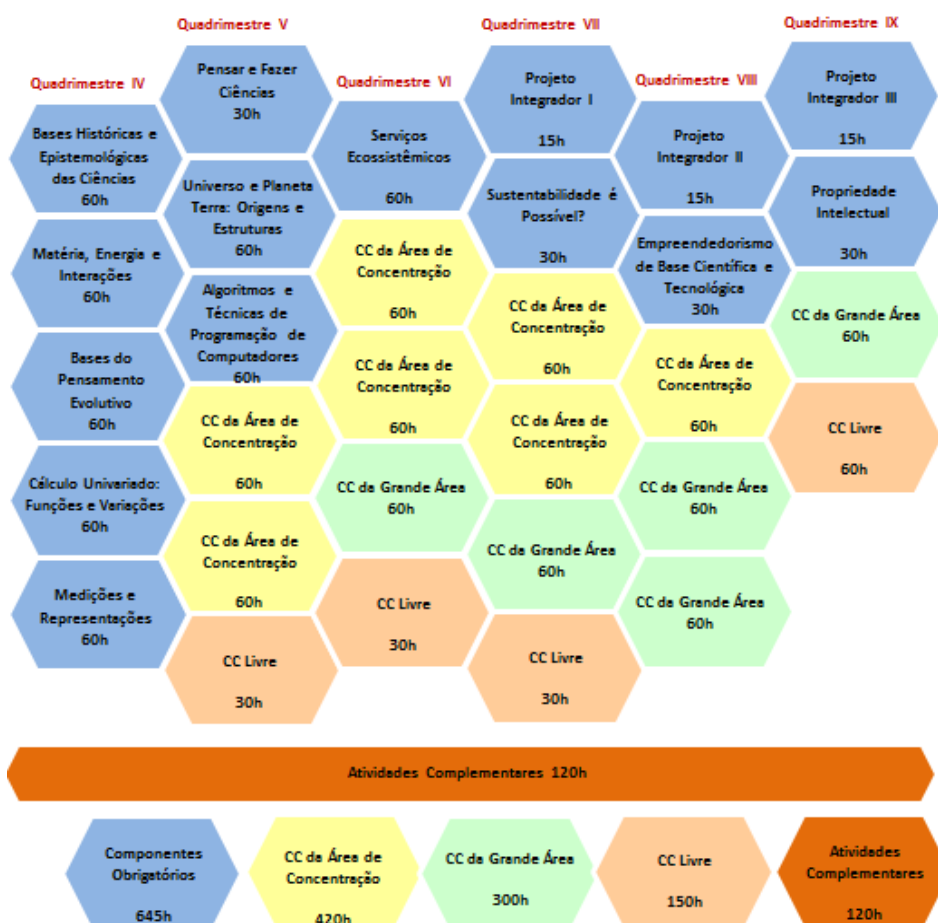 Quadrimestre IV
Bases Históricas e
Epistemológicas
das Ciências
60h
Matéria, Energia e
Interações
60h
Bases do
Pensamento
Evolutivo
60h
Cálculo Univariado:
Funções e Variações
60h
Medições e
Representações
60h
Quadrimestre V
Pensar e Fazer
Ciências
30h
Universo e Planeta
Terra: Origens e
Estruturas
60h
Algoritmos e
Técnicas de
Programação de
Computadores
60h
CC da Área de
Concentração
60h
CC da Área de
Concentração
60h
CC Livre
30h
Quadrimestre VI
Serviços
Ecossistêmicos
60h
CC da Área de
Concentração
60h
CC da Área de
Concentração
60h
CC da Grande Área
60h
CC Livre
30h
Quadrimestre VII
Projeto
Integrador I
15h
Sustentabilidade é
Possível?
30h
CC da Área de
Concentração
60h
CC da Área de
Concentração
60h
CC da Grande Área
60h
CC Livre
30h
Quadrimestre VIII
Projeto
Integrador II
15h
Empreendedorismo
de Base Científica e
Tecnológica
30h
CC da Área de
Concentração
60h
CC da Grande Área
60h
CC da Grande Área
60h
Quadrimestre IX
Projeto
Integrador III
15h
Propriedade
Intelectual
30h
CC da Grande Área
60h
CC Livre
60h
Atividades Complementares 120h
Componentes
Obrigatórios
645h
CC da Área de
Concentração
420h
CC da Grande Área
300h
CC Livre
150h
Atividades
Complementares
120h